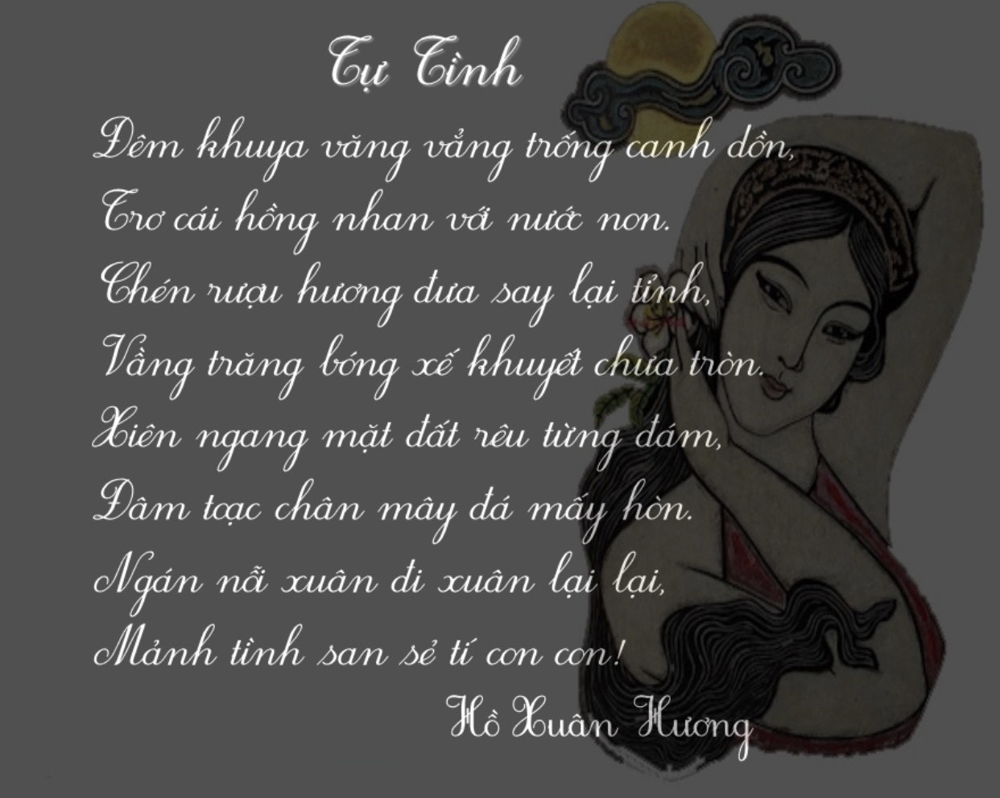 Tự Tình
Đêm khuya văng vẳng trống canh dồn,
Trơ cái hồng nhan với nước non.
Chén rượu hương đưa say lại tỉnh,
Vầng trăng bóng xế khuyết chưa tròn.
Xiên ngang mặt đất rêu từng đám,
Đâm toạc chân mây đá mấy hòn.
Ngán nỗi xuân đi xuân lại lại,
Mảnh tình san sẻ tí con con!
Hồ Xuân Hương